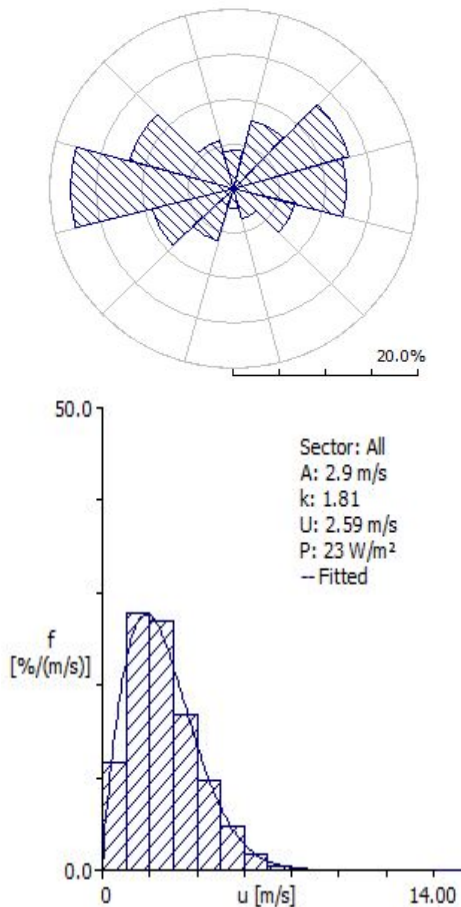 20.0%
50.0
Sector: All
A: 2.9 m/s
k: 1.81
U: 2.59 m/s
P: 23 W/m²
-- Fitted
f
[%/(m/s)]
0.0
0 u [m/s] 14.00